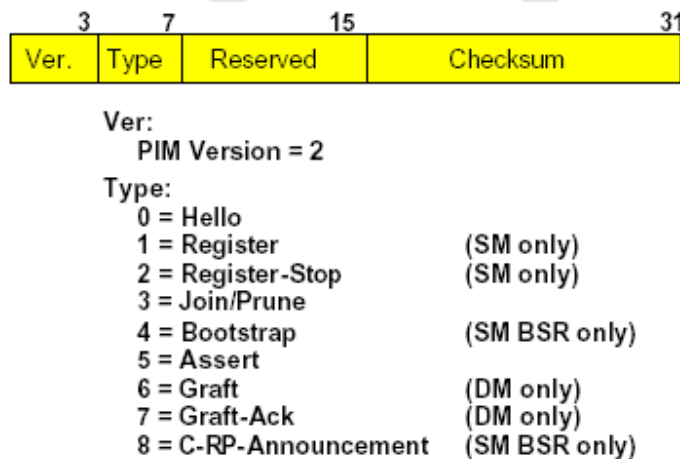 3 7 15 31
Ver. Type Reserved Checksum
Ver:
PIM Version = 2
Type:
0 = Hello
1 = Register (SM only)
2 = Register-Stop (SM only)
3 = Join/Prune
4 = Bootstrap (SM BSR only)
5 = Assert
6 = Graft (DM only)
7 = Graft-Ack (DM only)
8 = C-RP-Announcement (SM BSR only)